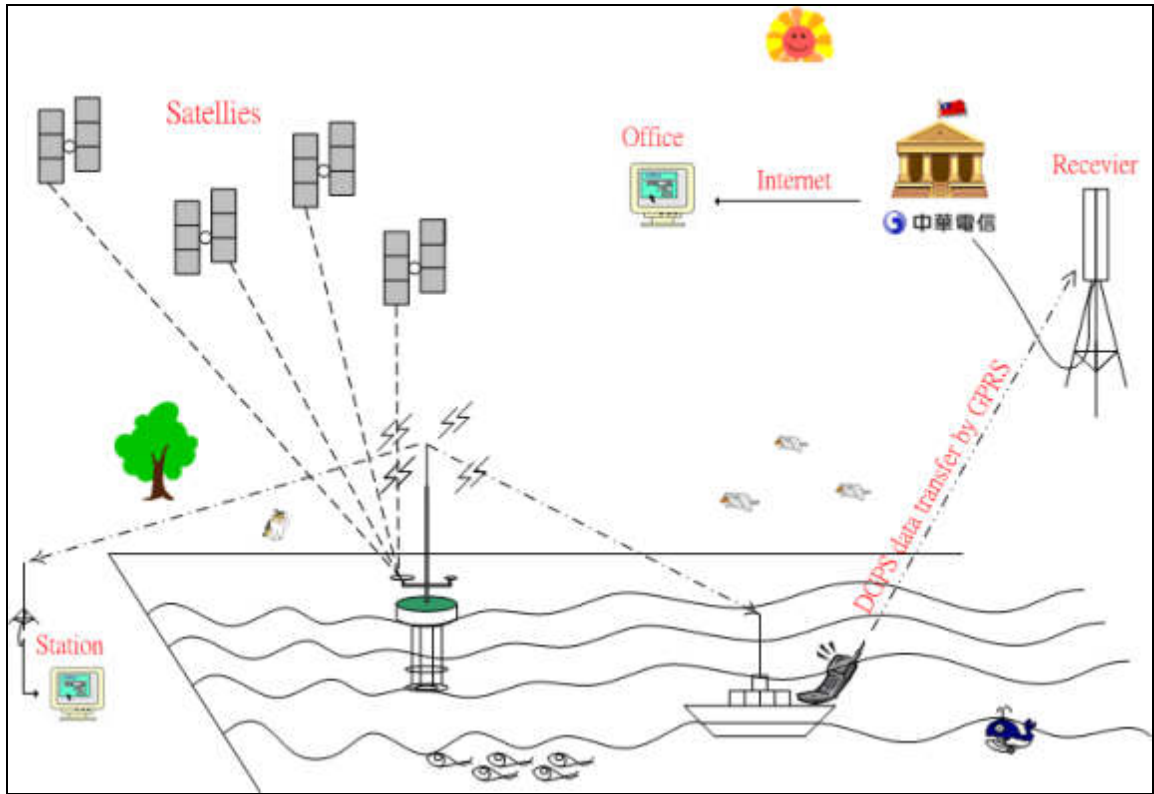 Satellies
Office
Internet
Recevier
中華電信
DGPS data transfer by GPRS
Station